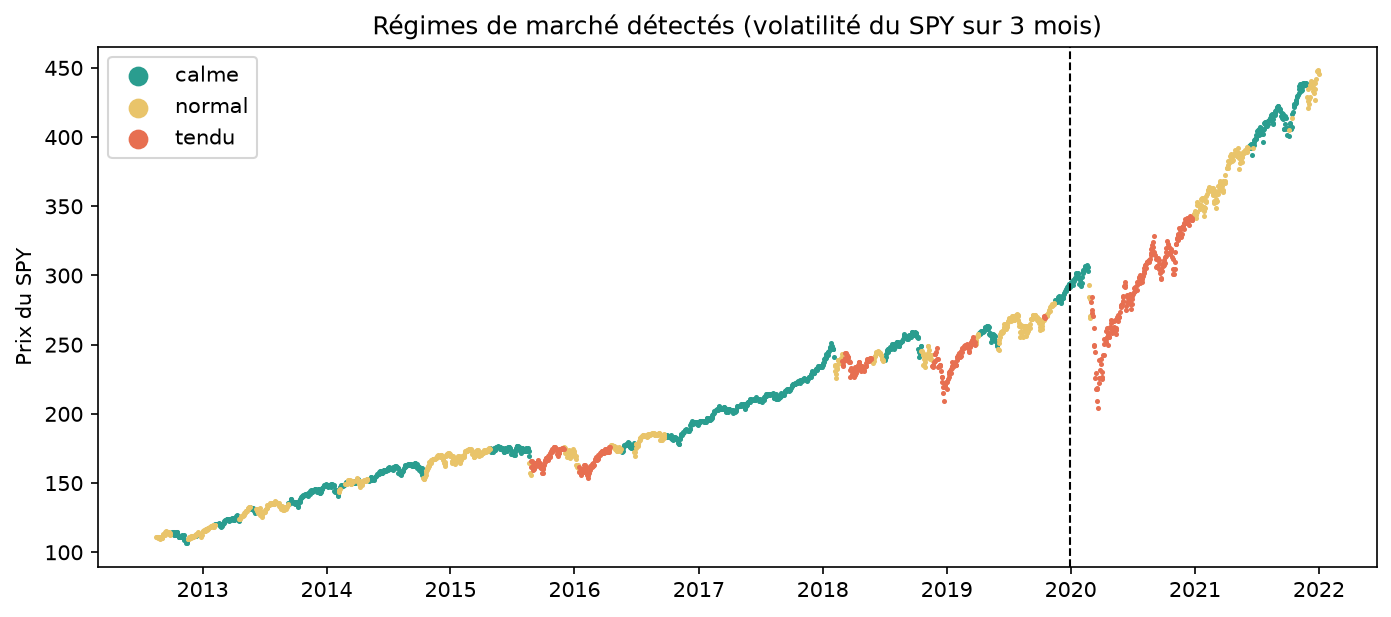 Régimes de marché détectés (volatilité du SPY sur 3 mois)
calme
normal
tendu
Prix du SPY
450
400
350
300
250
200
150
100
2013 2014 2015 2016 2017 2018 2019 2020 2021 2022